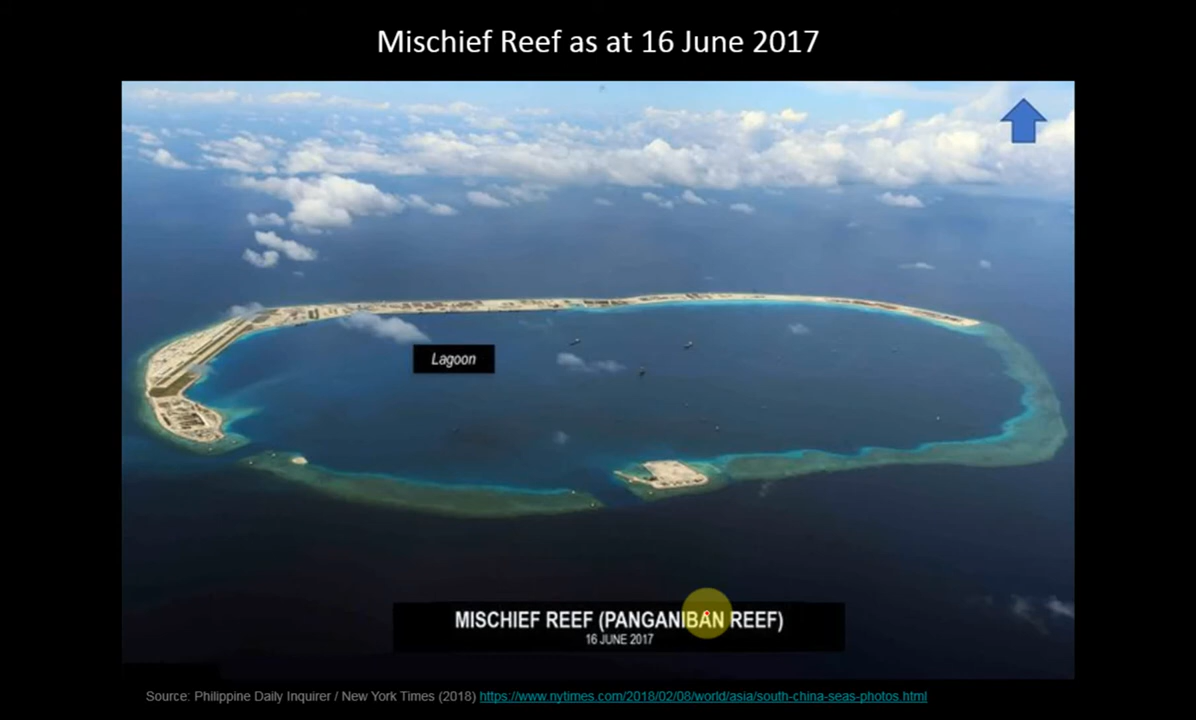 Mischief Reef as at 16 June 2017
Lagoon
MISCHIEF REEF (PANGANIBAN REEF)
16 JUNE 2017
Source: Philippine Daily Inquirer / New York Times (2018) https://www.nytimes.com/2018/02/08/world/asia/south-china-seas-photos.html